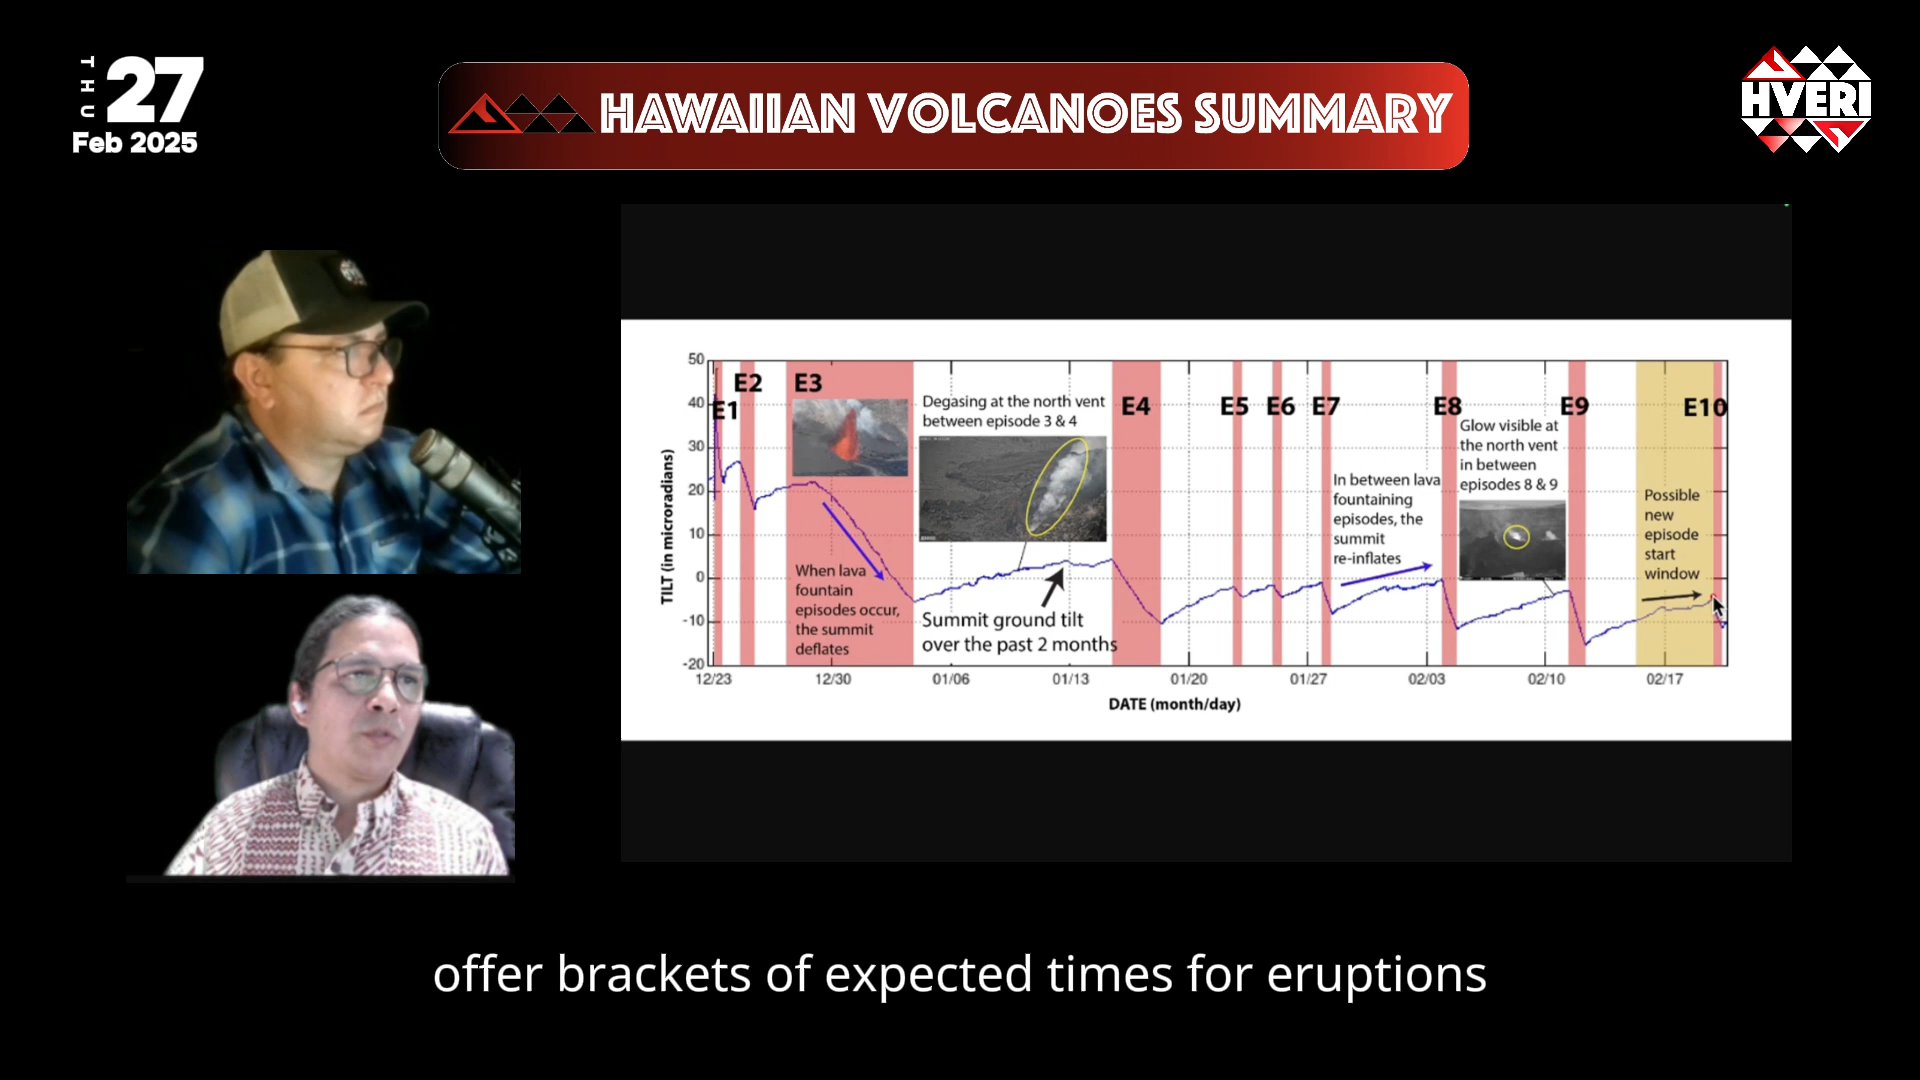 THU
27
Feb 2025
HAWAIIAN VOLCANOES SUMMARY
HVERI
TILT (in microradians)
50
40
30
20
10
0
-10
-20
E1
E2
E3
E4
E5
E6
E7
E8
E9
E10
Degasing at the north vent
between episode 3 & 4
When lava
fountain
episodes occur,
the summit
deflates
Summit ground tilt
over the past 2 months
In between lava
fountaining
episodes, the
summit
re-inflates
Glow visible at
the north vent
in between
episodes 8 & 9
Possible
new
episode
start
window
12/23
12/30
01/06
01/13
01/20
01/27
02/03
02/10
02/17
DATE (month/day)
offer brackets of expected times for eruptions